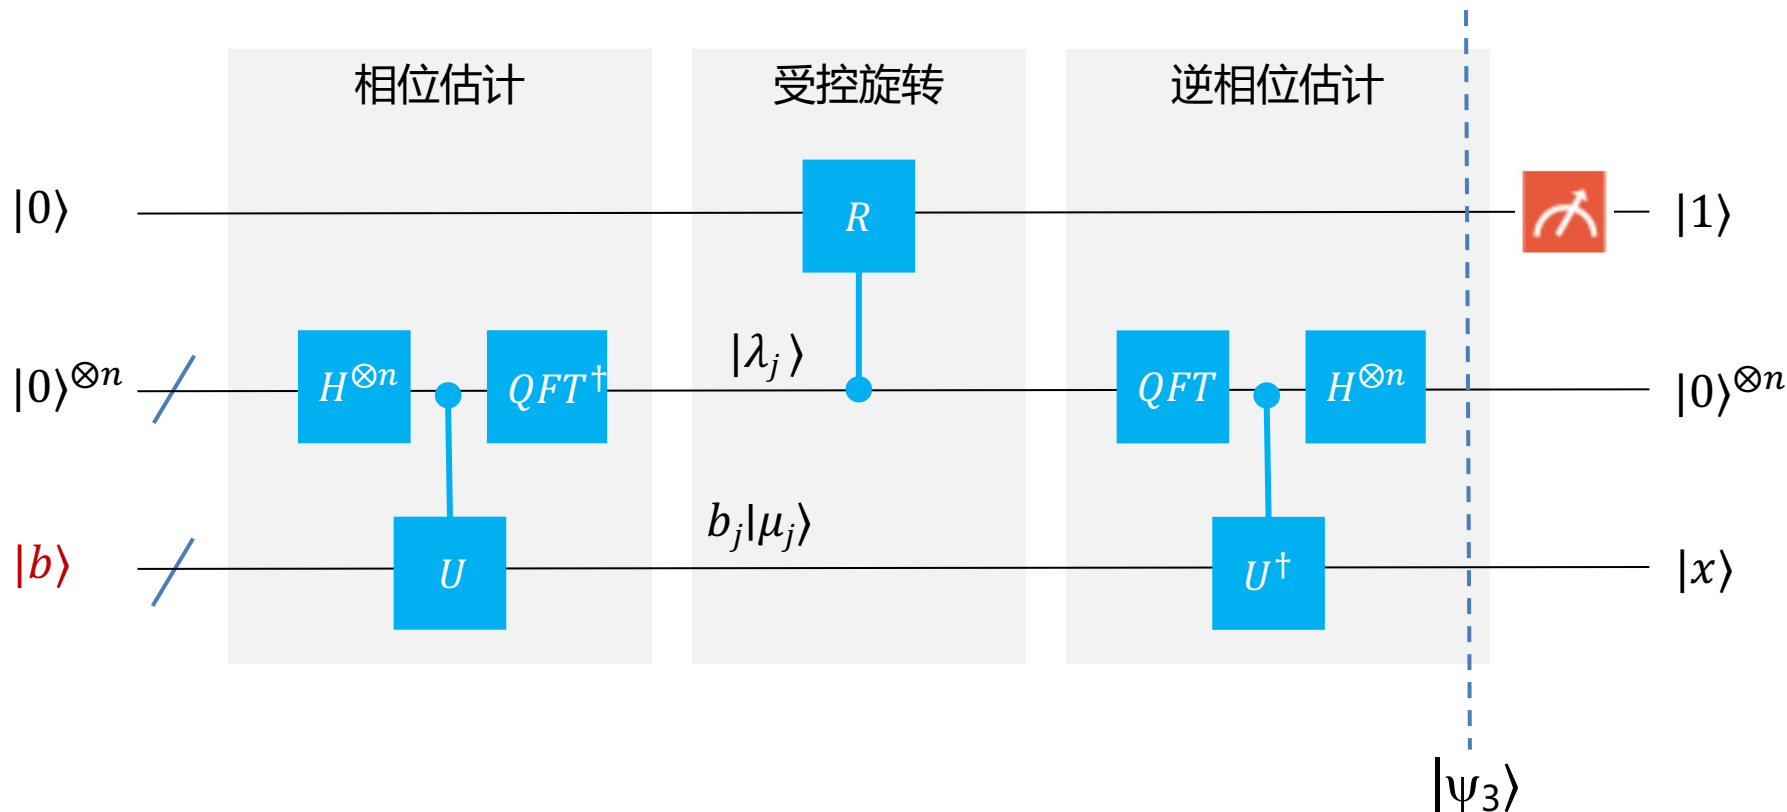 相位估计 受控旋转 逆相位估计
|0⟩ R |1⟩
|λⱼ⟩
|0⟩⊗ⁿ H⊗ⁿ QFT† QFT H⊗ⁿ |0⟩⊗ⁿ
bⱼ|μⱼ⟩
|b⟩ U U† |x⟩
|ψ₃⟩